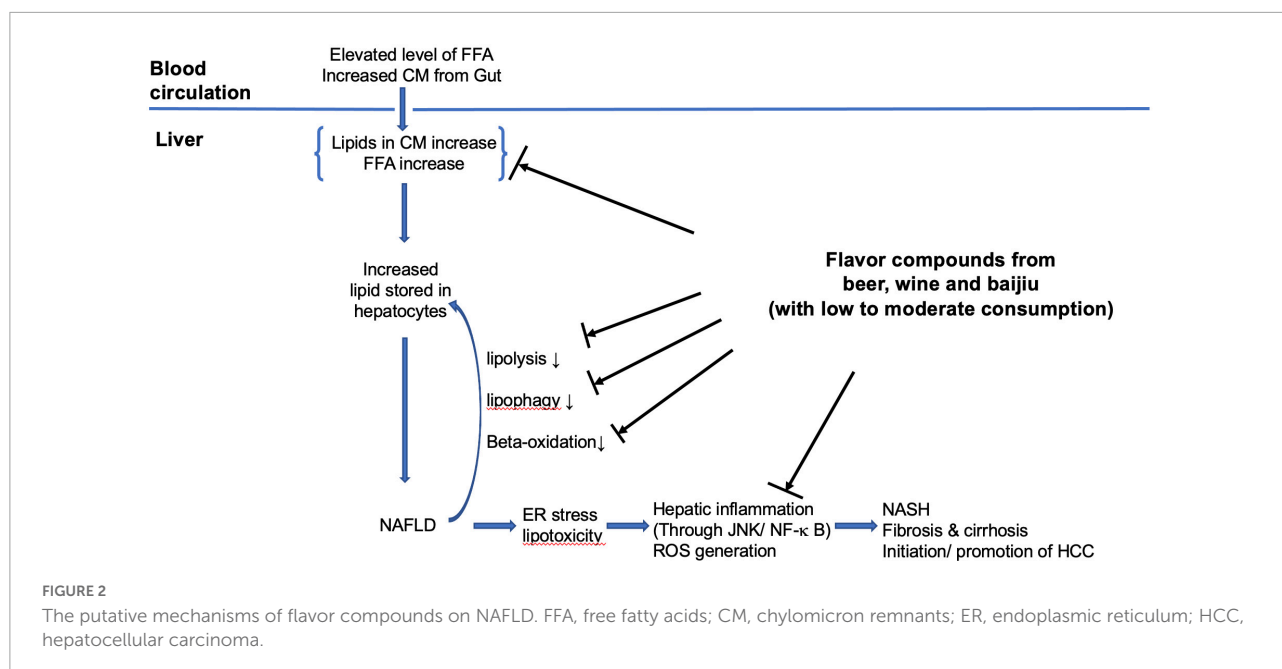 Elevated level of FFA
Increased CM from Gut
Blood
circulation
Liver
Lipids in CM increase
FFA increase
Increased
lipid stored in
hepatocytes
Flavor compounds from
beer, wine and baijiu
(with low to moderate consumption)
lipolysis ↓
lipophagy ↓
Beta-oxidation↓
NAFLD
ER stress
lipotoxicity
Hepatic inflammation
(Through JNK/ NF-κ B)
ROS generation
NASH
Fibrosis & cirrhosis
Initiation/ promotion of HCC
FIGURE 2
The putative mechanisms of flavor compounds on NAFLD. FFA, free fatty acids; CM, chylomicron remnants; ER, endoplasmic reticulum; HCC,
hepatocellular carcinoma.